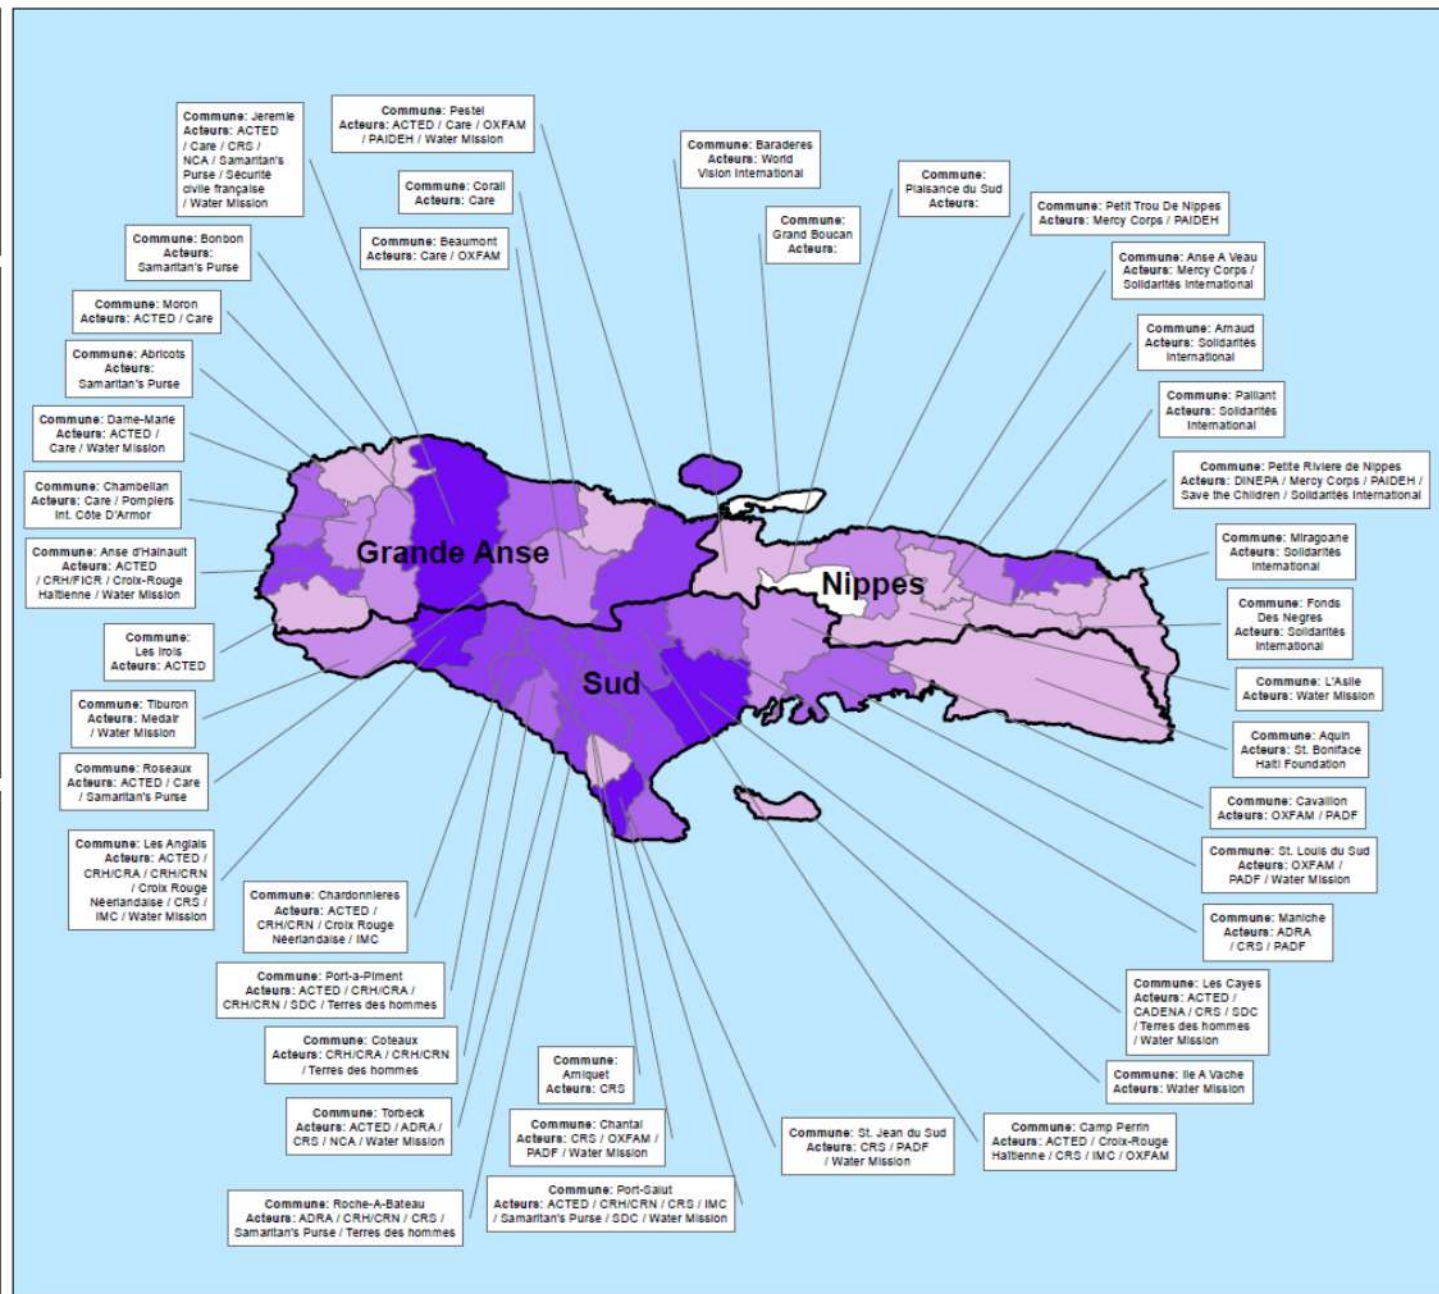 Commune: Jeremie
Acteurs: ACTED
/ Care / CRS /
NCA / Samaritan's
Purse / Sécurité
civile française
/ Water Mission
Commune: Pestel
Acteurs: ACTED / Care / OXFAM
/ PAIDEH / Water Mission
Commune: Corail
Acteurs: Care
Commune: Beaumont
Acteurs: Care / OXFAM
Commune: Baraderes
Acteurs: World
Vision International
Commune:
Grand Boucan
Acteurs:
Commune:
Plaisance du Sud
Acteurs:
Commune: Petit Trou De Nippes
Acteurs: Mercy Corps / PAIDEH
Commune: Anse A Veau
Acteurs: Mercy Corps /
Solidarités International
Commune: Arnaud
Acteurs: Solidarités
International
Commune: Paillant
Acteurs: Solidarités
International
Commune: Petite Riviere de Nippes
Acteurs: DINEPA / Mercy Corps / PAIDEH /
Save the Children / Solidarités International
Commune: Miragoane
Acteurs: Solidarités
International
Commune: Fonds
Des Negres
Acteurs: Solidarités
International
Commune: L'Asile
Acteurs: Water Mission
Commune: Aquin
Acteurs: St. Boniface
Haiti Foundation
Commune: Cavaillon
Acteurs: OXFAM / PADF
Commune: St. Louis du Sud
Acteurs: OXFAM /
PADF / Water Mission
Commune: Maniche
Acteurs: ADRA
/ CRS / PADF
Commune: Les Cayes
Acteurs: ACTED /
CADENA / CRS / SDC
/ Terres des hommes
/ Water Mission
Commune: Ile A Vache
Acteurs: Water Mission
Commune: Camp Perrin
Acteurs: ACTED / Croix-Rouge
Haïtienne / CRS / IMC / OXFAM
Commune: St. Jean du Sud
Acteurs: CRS / PADF
/ Water Mission
Commune: Bonbon
Acteurs:
Samaritan's Purse
Commune: Moron
Acteurs: ACTED / Care
Commune: Abricots
Acteurs:
Samaritan's Purse
Commune: Dame-Marie
Acteurs: ACTED /
Care / Water Mission
Commune: Chambellan
Acteurs: Care / Pompiers
Int. Côte D'Armor
Commune: Anse d'Hainault
Acteurs: ACTED
/ CRH/FICR / Croix-Rouge
Haïtienne / Water Mission
Commune:
Les Irois
Acteurs: ACTED
Commune: Tiburon
Acteurs: Medair
/ Water Mission
Commune: Roseaux
Acteurs: ACTED / Care
/ Samaritan's Purse
Commune: Les Anglais
Acteurs: ACTED /
CRH/CRA / CRH/CRN
/ Croix Rouge
Néerlandaise / CRS /
IMC / Water Mission
Commune: Chardonnieres
Acteurs: ACTED /
CRH/CRN / Croix Rouge
Néerlandaise / IMC
Commune: Port-a-Piment
Acteurs: ACTED / CRH/CRA /
CRH/CRN / SDC / Terres des hommes
Commune: Coteaux
Acteurs: CRH/CRA / CRH/CRN
/ Terres des hommes
Commune: Torbeck
Acteurs: ACTED / ADRA /
CRS / NCA / Water Mission
Commune: Roche-A-Bateau
Acteurs: ADRA / CRH/CRN / CRS /
Samaritan's Purse / Terres des hommes
Commune:
Arniquet
Acteurs: CRS
Commune: Chantal
Acteurs: CRS / OXFAM /
PADF / Water Mission
Commune: Port-Salut
Acteurs: ACTED / CRH/CRN / CRS / IMC
/ Samaritan's Purse / SDC / Water Mission
Grande Anse
Nippes
Sud